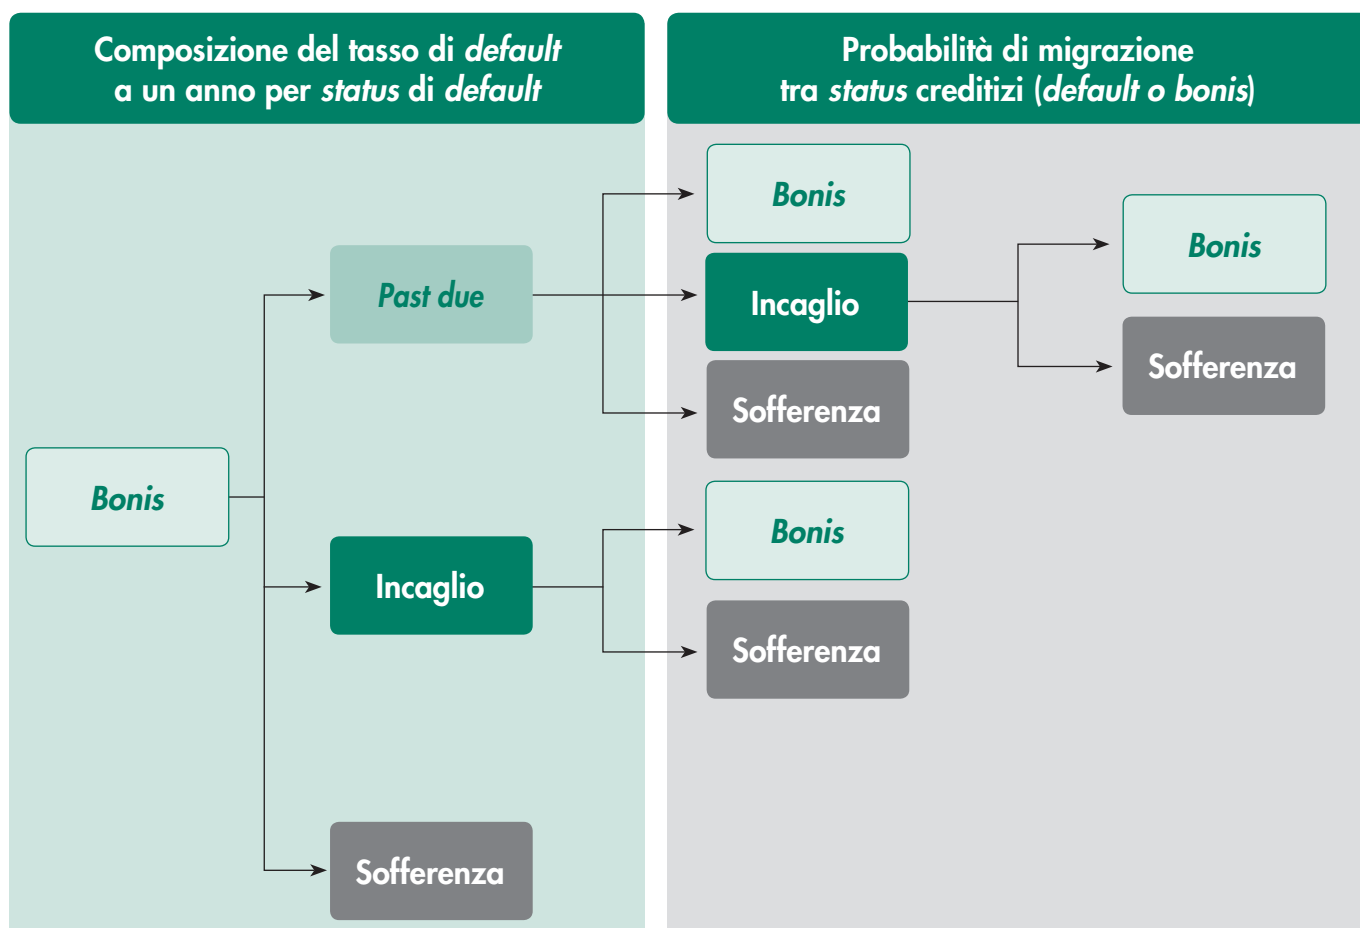 Composizione del tasso di default
a un anno per status di default
Probabilità di migrazione
tra status creditizi (default o bonis)
Bonis
Past due
Incaglio
Sofferenza
Bonis
Incaglio
Sofferenza
Bonis
Sofferenza
Bonis
Sofferenza